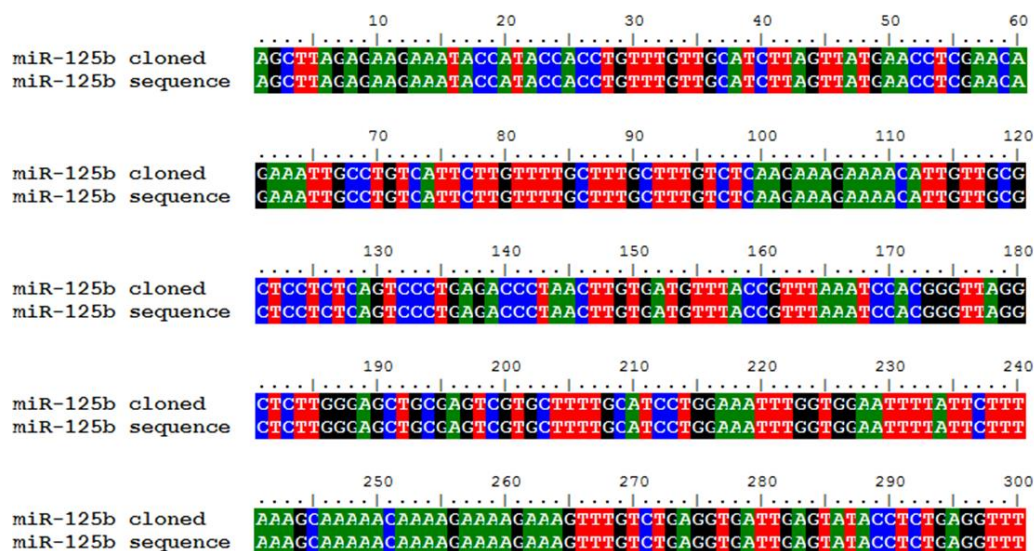 10 20 30 40 50 60
....|....|....|....|....|....|....|....|....|....|....|....|
miR-125b cloned AGCTTAGAGAAGAAATACCATACCACCTGTTTGTTGCATCTTAGTTATGAACCTCGAACA
miR-125b sequence AGCTTAGAGAAGAAATACCATACCACCTGTTTGTTGCATCTTAGTTATGAACCTCGAACA
70 80 90 100 110 120
....|....|....|....|....|....|....|....|....|....|....|....|
miR-125b cloned GAAATTGCCTGTCATTCTTGTTTTGCTTTGCTTTGTCTCAAGAAAGAAAACATTGTTGCG
miR-125b sequence GAAATTGCCTGTCATTCTTGTTTTGCTTTGCTTTGTCTCAAGAAAGAAAACATTGTTGCG
130 140 150 160 170 180
....|....|....|....|....|....|....|....|....|....|....|....|
miR-125b cloned CTCCTCTCAGTCCCTGAGACCCTAACTTGTGATGTTTACCGTTTAAATCCACGGGTTAGG
miR-125b sequence CTCCTCTCAGTCCCTGAGACCCTAACTTGTGATGTTTACCGTTTAAATCCACGGGTTAGG
190 200 210 220 230 240
....|....|....|....|....|....|....|....|....|....|....|....|
miR-125b cloned CTCTTGGGAGCTGCGAGTCGTGCTTTTGCATCCTGGAAATTTGGTGGAATTTTATTCTTT
miR-125b sequence CTCTTGGGAGCTGCGAGTCGTGCTTTTGCATCCTGGAAATTTGGTGGAATTTTATTCTTT
250 260 270 280 290 300
....|....|....|....|....|....|....|....|....|....|....|....|
miR-125b cloned AAAGCAAAAACAAAAGAAAAGAAAGTTTGTCTGAGGTGATTGAGTATACCTCTGAGGTTT
miR-125b sequence AAAGCAAAAACAAAAGAAAAGAAAGTTTGTCTGAGGTGATTGAGTATACCTCTGAGGTTT